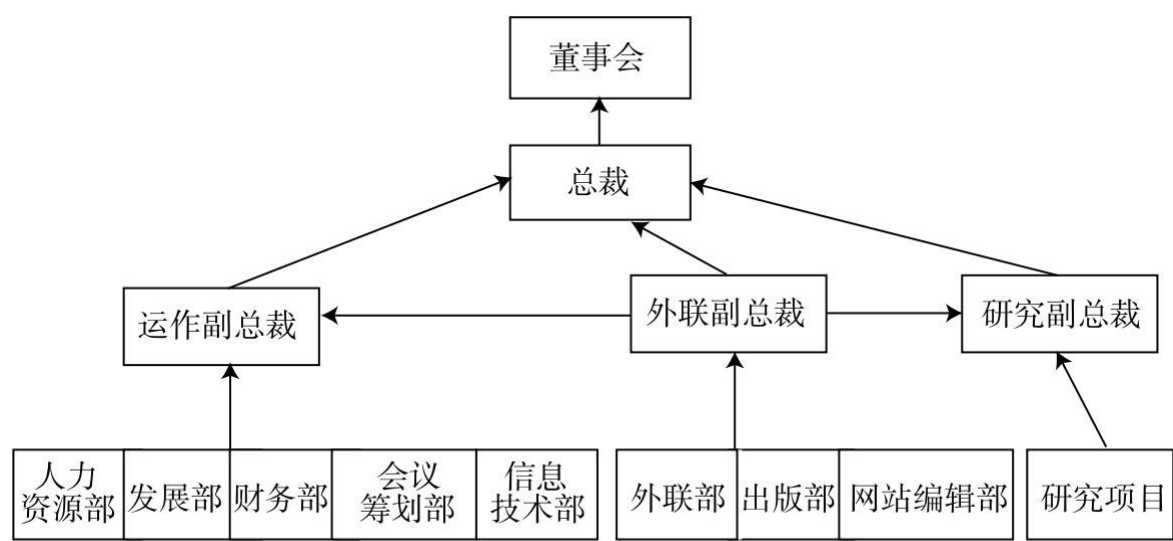 董事会
总裁
运作副总裁
外联副总裁
研究副总裁
人力
资源部
发展部
财务部
会议
筹划部
信息
技术部
外联部
出版部
网站编辑部
研究项目